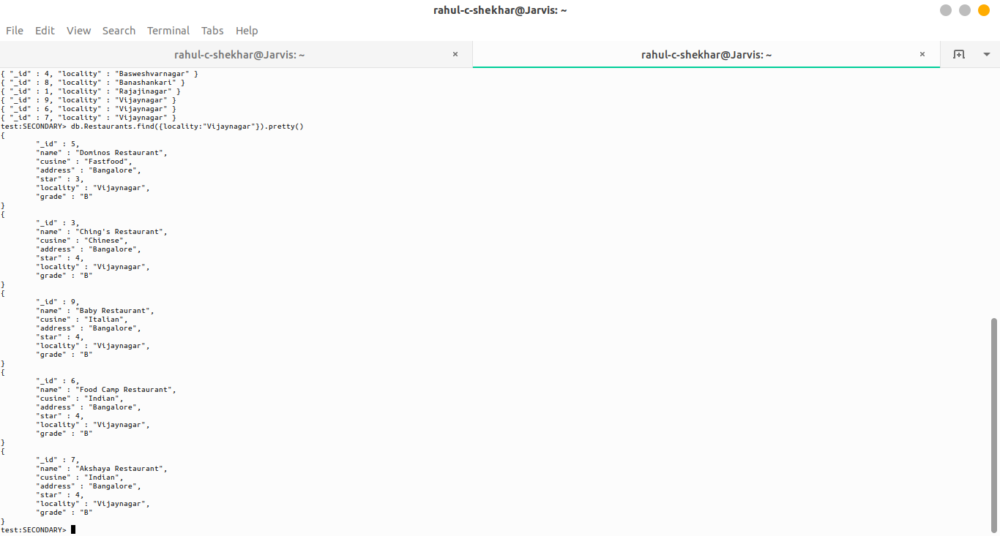 rahul-c-shekhar@Jarvis: ~
File Edit View Search Terminal Tabs Help
rahul-c-shekhar@Jarvis: ~ × rahul-c-shekhar@Jarvis: ~ ×
{ "_id" : 4, "locality" : "Basweshvarnagar" }
{ "_id" : 8, "locality" : "Banashankari" }
{ "_id" : 1, "locality" : "Rajajinagar" }
{ "_id" : 9, "locality" : "Vijaynagar" }
{ "_id" : 6, "locality" : "Vijaynagar" }
{ "_id" : 7, "locality" : "Vijaynagar" }
test:SECONDARY> db.Restaurants.find({locality:"Vijaynagar"}).pretty()
{
"_id" : 5,
"name" : "Dominos Restaurant",
"cusine" : "Fastfood",
"address" : "Bangalore",
"star" : 3,
"locality" : "Vijaynagar",
"grade" : "B"
}
{
"_id" : 3,
"name" : "Ching's Restaurant",
"cusine" : "Chinese",
"address" : "Bangalore",
"star" : 4,
"locality" : "Vijaynagar",
"grade" : "B"
}
{
"_id" : 9,
"name" : "Baby Restaurant",
"cusine" : "Italian",
"address" : "Bangalore",
"star" : 4,
"locality" : "Vijaynagar",
"grade" : "B"
}
{
"_id" : 6,
"name" : "Food Camp Restaurant",
"cusine" : "Indian",
"address" : "Bangalore",
"star" : 4,
"locality" : "Vijaynagar",
"grade" : "B"
}
{
"_id" : 7,
"name" : "Akshaya Restaurant",
"cusine" : "Indian",
"address" : "Bangalore",
"star" : 4,
"locality" : "Vijaynagar",
"grade" : "B"
}
test:SECONDARY>